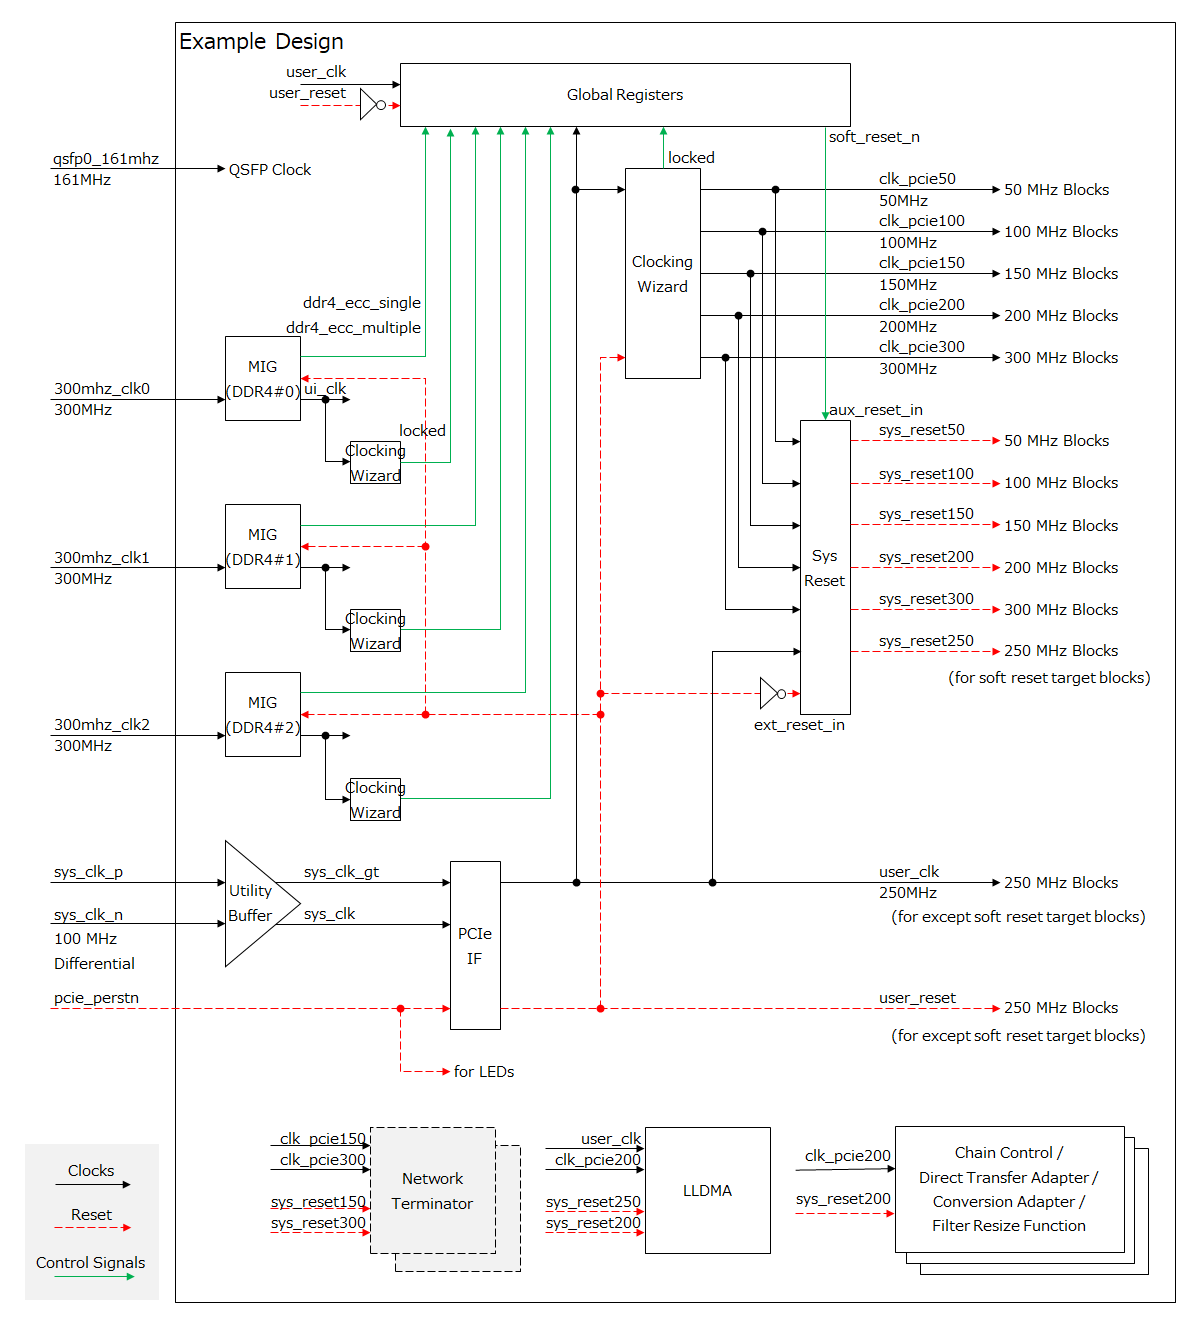 Example Design
user_clk
user_reset
Global Registers
soft_reset_n
qsfp0_161mhz
161MHz
QSFP Clock
locked
Clocking
Wizard
clk_pcie50
50MHz
50 MHz Blocks
clk_pcie100
100MHz
100 MHz Blocks
clk_pcie150
150MHz
150 MHz Blocks
clk_pcie200
200MHz
200 MHz Blocks
clk_pcie300
300MHz
300 MHz Blocks
ddr4_ecc_single
ddr4_ecc_multiple
MIG
(DDR4#0)
300mhz_clk0
300MHz
ui_clk
locked
Clocking
Wizard
MIG
(DDR4#1)
300mhz_clk1
300MHz
Clocking
Wizard
MIG
(DDR4#2)
300mhz_clk2
300MHz
Clocking
Wizard
aux_reset_in
Sys
Reset
sys_reset50
50 MHz Blocks
sys_reset100
100 MHz Blocks
sys_reset150
150 MHz Blocks
sys_reset200
200 MHz Blocks
sys_reset300
300 MHz Blocks
sys_reset250
250 MHz Blocks
(for soft reset target blocks)
ext_reset_in
sys_clk_p
sys_clk_n
100 MHz
Differential
Utility
Buffer
sys_clk_gt
sys_clk
PCIe
IF
user_clk
250MHz
250 MHz Blocks
(for except soft reset target blocks)
pcie_perstn
user_reset
250 MHz Blocks
(for except soft reset target blocks)
for LEDs
Clocks
Reset
Control Signals
clk_pcie150
clk_pcie300
sys_reset150
sys_reset300
Network
Terminator
user_clk
clk_pcie200
sys_reset250
sys_reset200
LLDMA
clk_pcie200
sys_reset200
Chain Control /
Direct Transfer Adapter /
Conversion Adapter /
Filter Resize Function